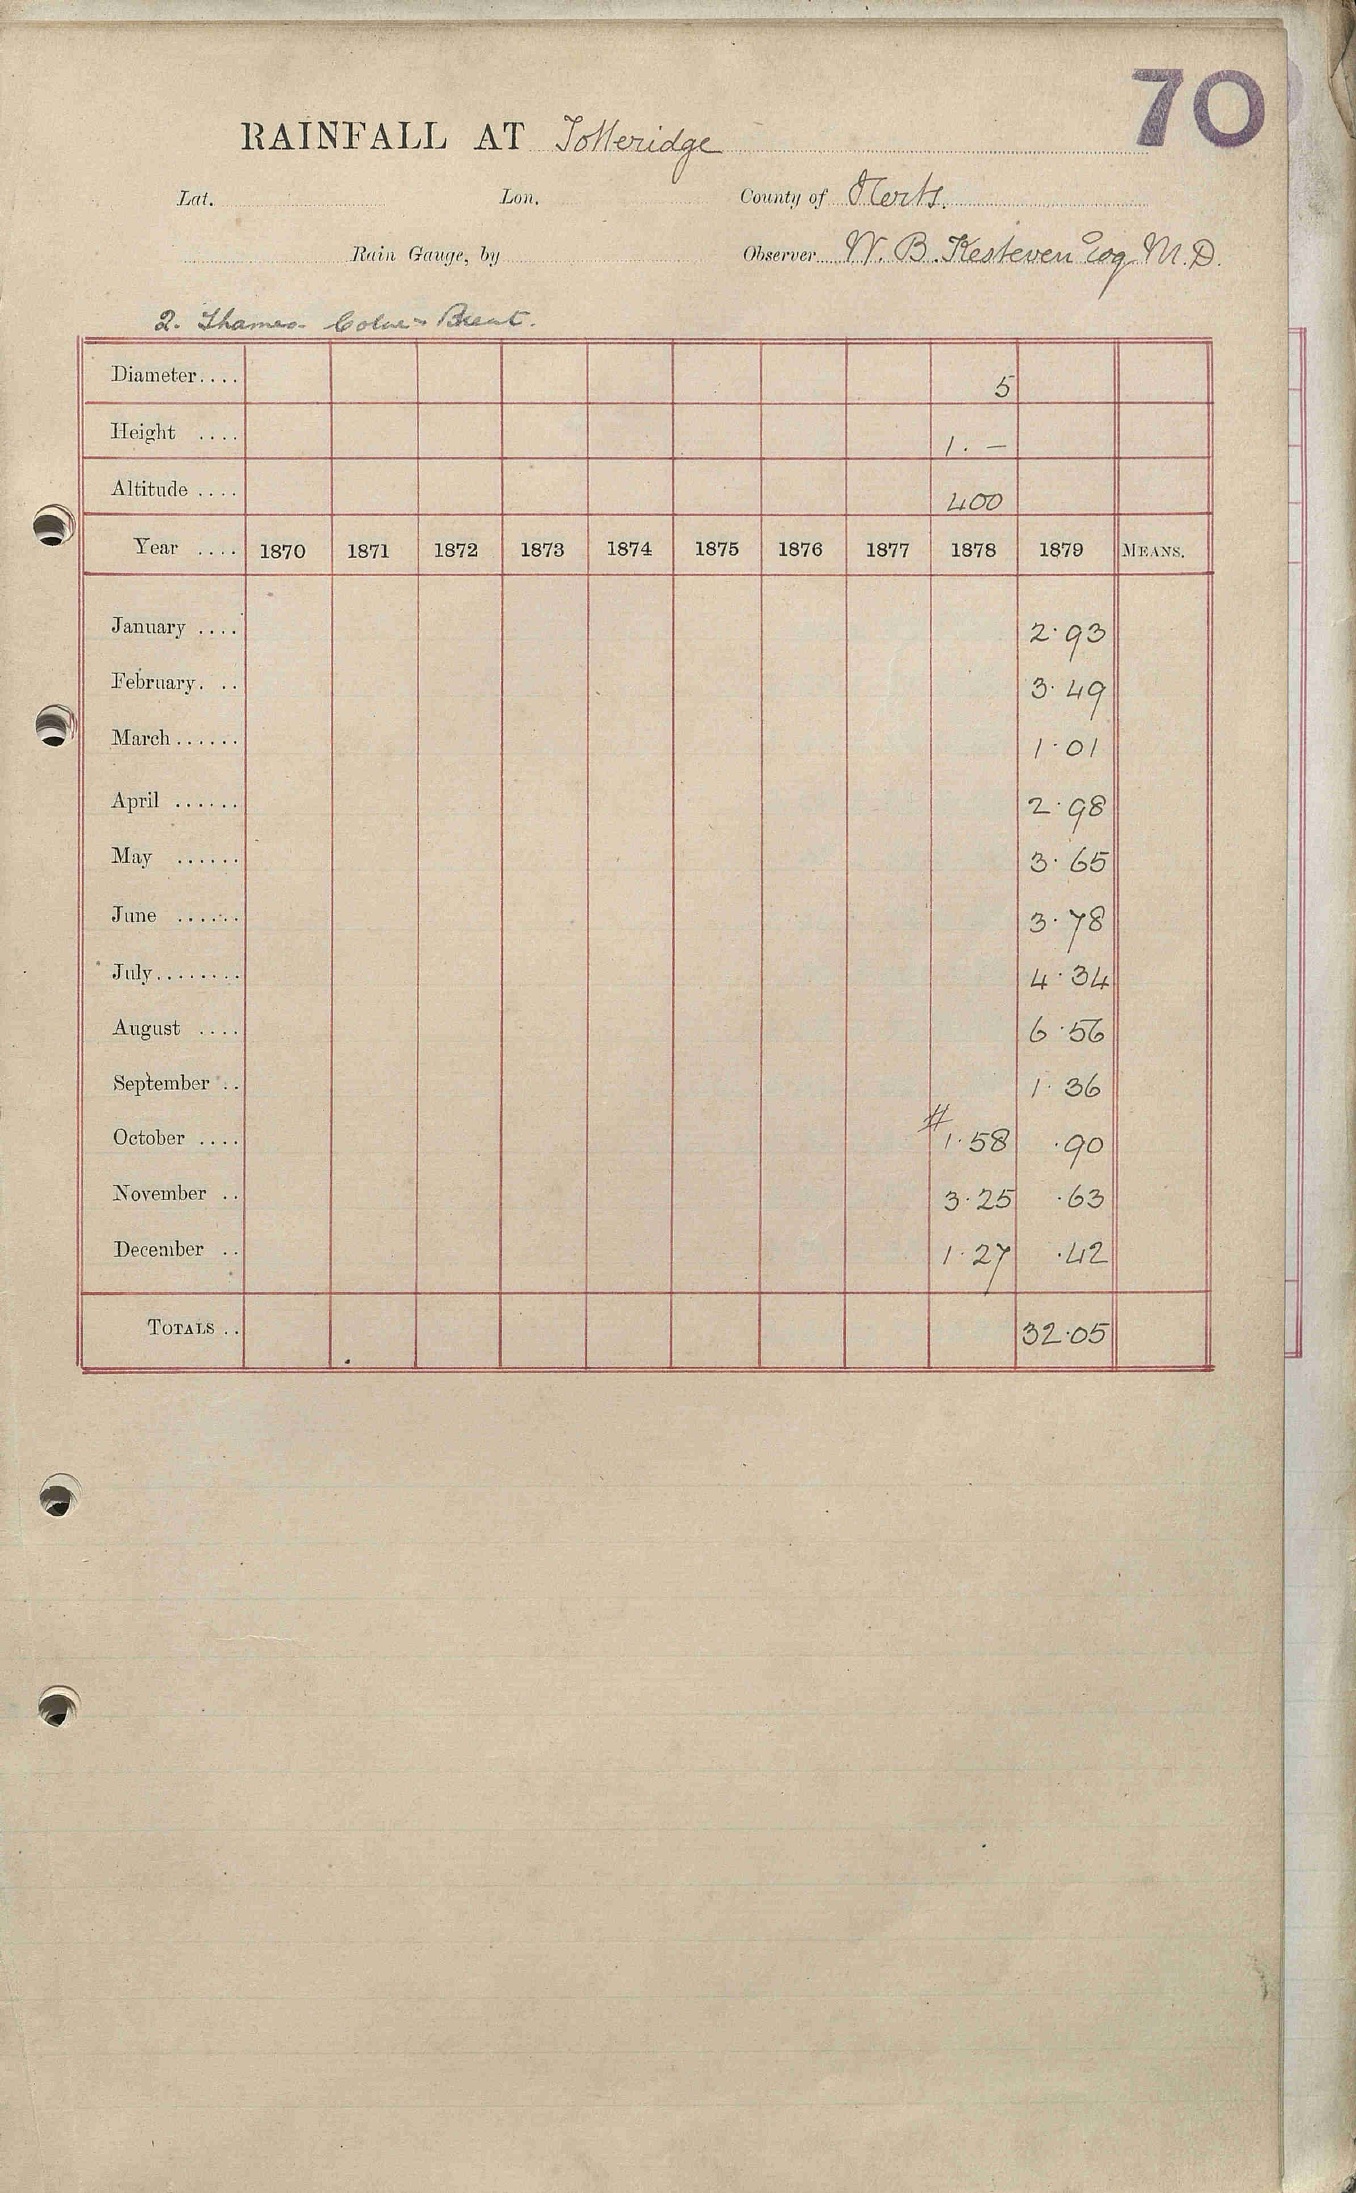 70
RAINFALL AT Totteridge
Lat. Lon. County of Herts.
Rain Gauge, by Observer W. B. Kesteven Esq M.D.
2. Thames. Colne & Brent.
Diameter.... 5
Height .... 1. —
Altitude .... 400
Year .... 1870 1871 1872 1873 1874 1875 1876 1877 1878 1879 MEANS.
January .... 2.93
February. .. 3.49
March...... 1.01
April ...... 2.98
May ...... 3.65
June ...... 3.78
July........ 4.34
August .... 6.56
September .. 1.36
October .... # 1.58 .90
November .. 3.25 .63
December .. 1.27 .42
TOTALS .. 32.05